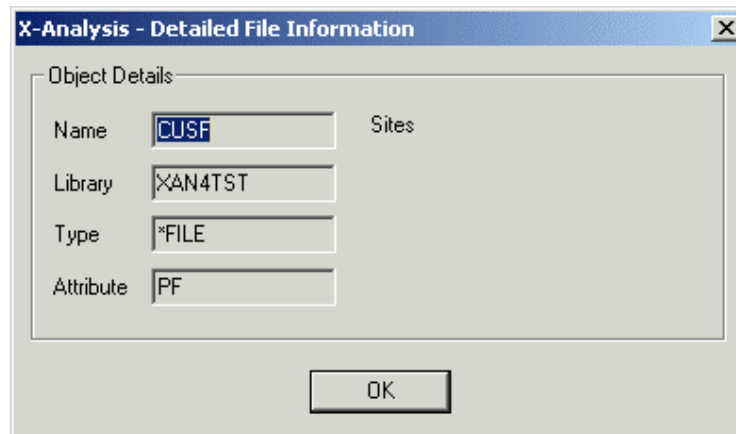 X-Analysis - Detailed File Information
Object Details
Name CUSF Sites
Library XAN4TST
Type *FILE
Attribute PF
OK